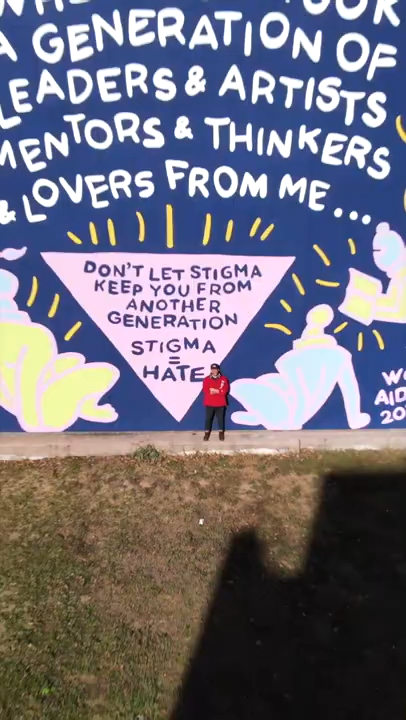 A GENERATION OF
LEADERS & ARTISTS
MENTORS & THINKERS
& LOVERS FROM ME...
DON'T LET STIGMA
KEEP YOU FROM
ANOTHER
GENERATION
STIGMA
=
HATE